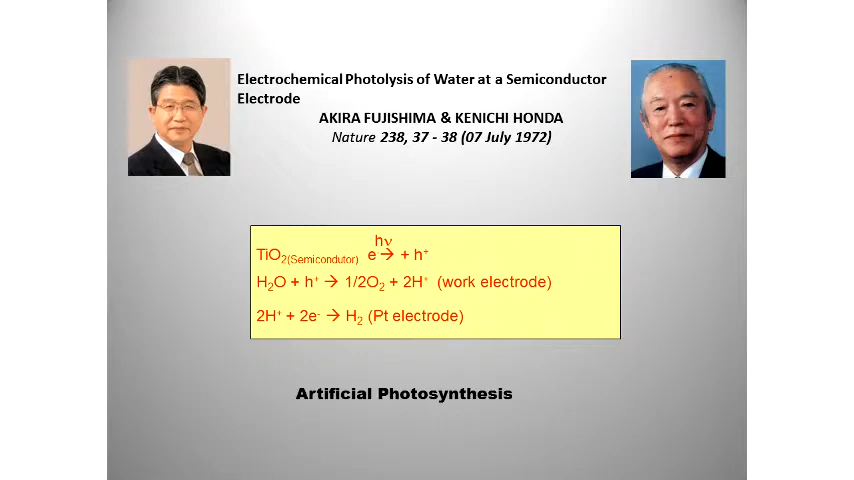 Electrochemical Photolysis of Water at a Semiconductor
Electrode
AKIRA FUJISHIMA & KENICHI HONDA
Nature 238, 37 - 38 (07 July 1972)
hν
TiO₂(Semicondutor) e → + h⁺
H₂O + h⁺ → 1/2O₂ + 2H⁺ (work electrode)
2H⁺ + 2e⁻ → H₂ (Pt electrode)
Artificial Photosynthesis